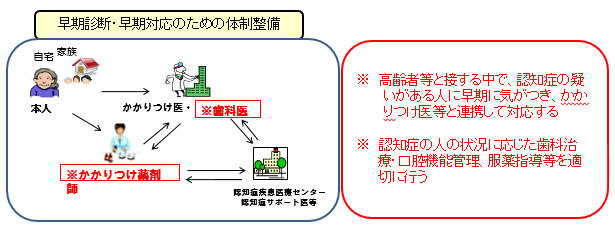 早期診断・早期対応のための体制整備
自宅 家族
本人
かかりつけ医・
※歯科医
※かかりつけ薬剤
師
認知症疾患医療センター
認知症サポート医等
※ 高齢者等と接する中で、認知症の疑
いがある人に早期に気がつき、かか
りつけ医等と連携して対応する
※ 認知症の人の状況に応じた歯科治
療・口腔機能管理、服薬指導等を適
切に行う